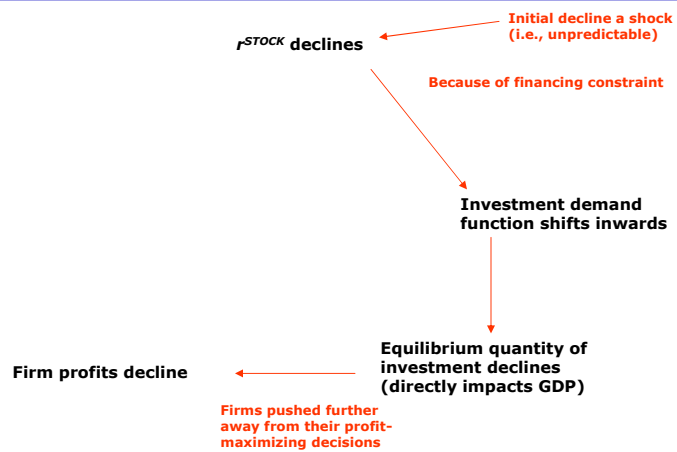 Initial decline a shock
(i.e., unpredictable)
rSTOCK declines
Because of financing constraint
Investment demand
function shifts inwards
Equilibrium quantity of
investment declines
(directly impacts GDP)
Firm profits decline
Firms pushed further
away from their profit-
maximizing decisions